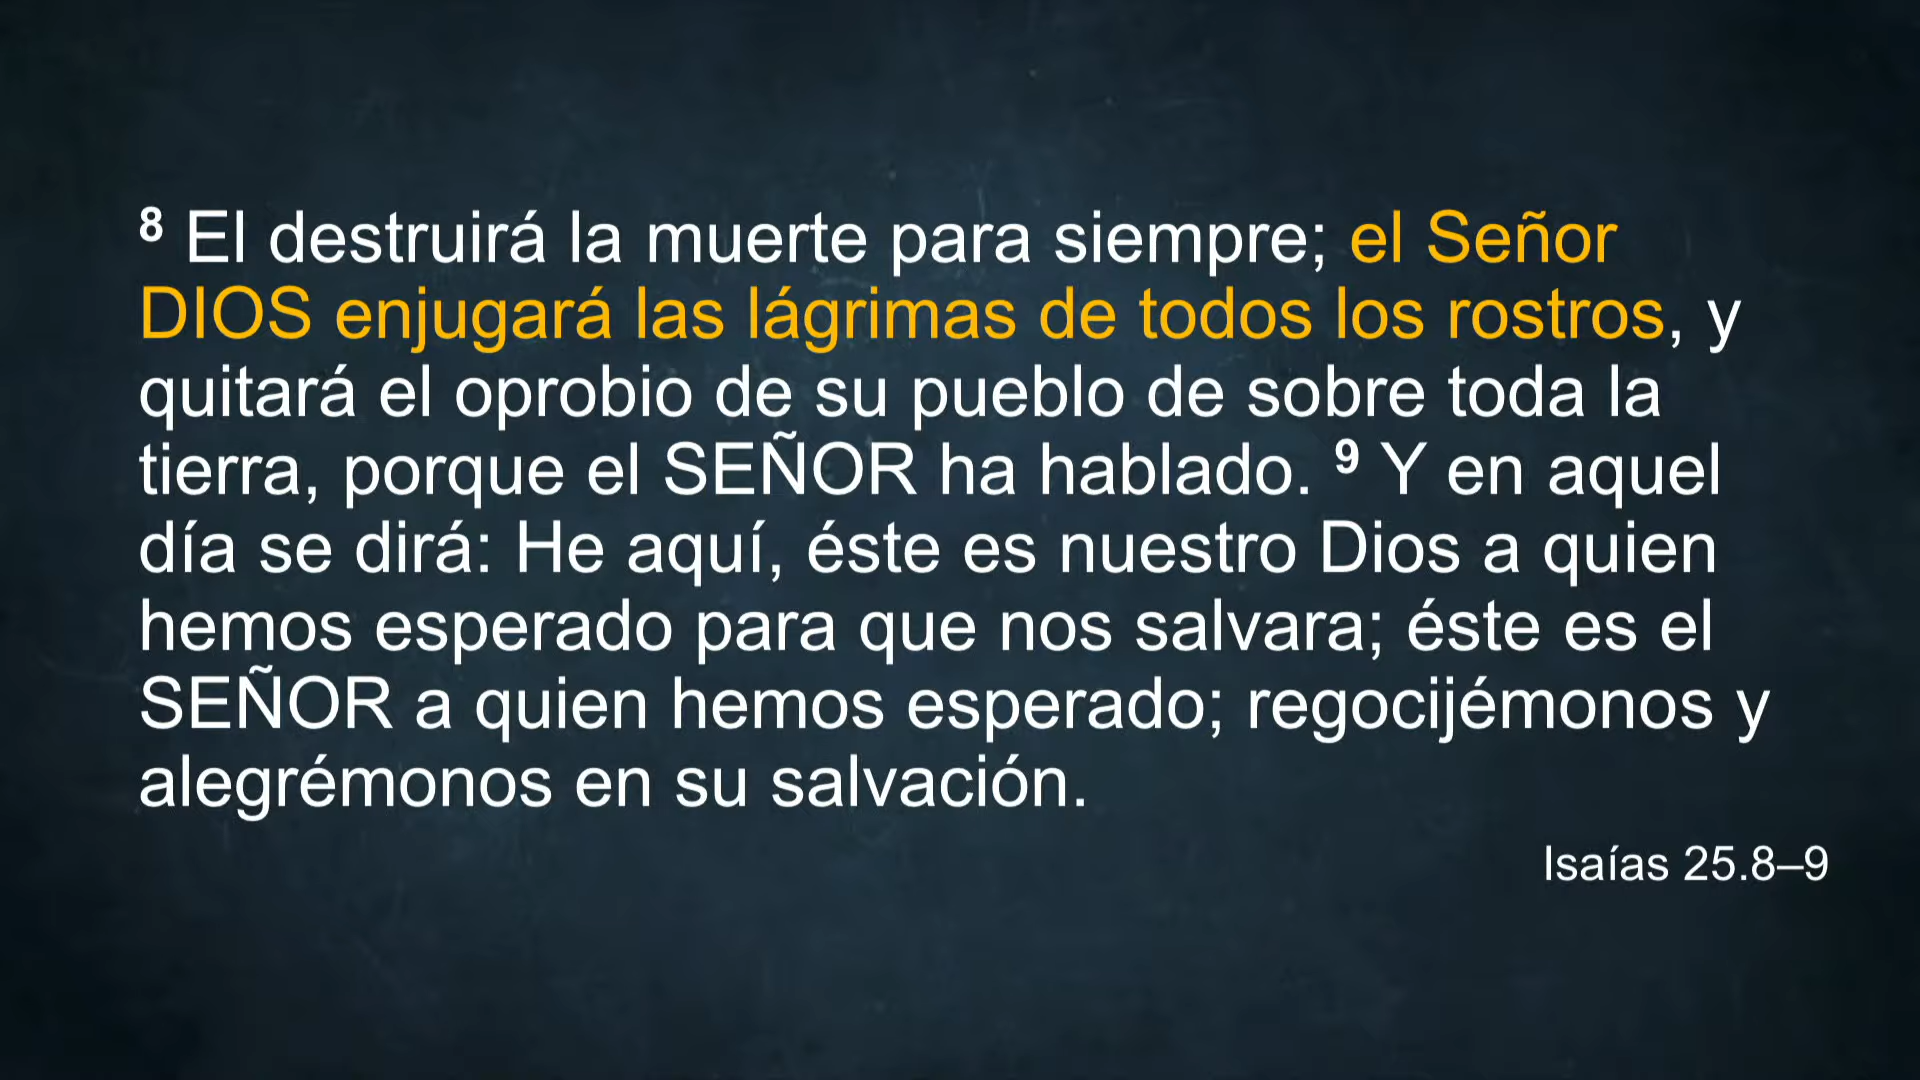 8 El destruirá la muerte para siempre; el Señor
DIOS enjugará las lágrimas de todos los rostros, y
quitará el oprobio de su pueblo de sobre toda la
tierra, porque el SEÑOR ha hablado. 9 Y en aquel
día se dirá: He aquí, éste es nuestro Dios a quien
hemos esperado para que nos salvara; éste es el
SEÑOR a quien hemos esperado; regocijémonos y
alegrémonos en su salvación.
Isaías 25.8–9